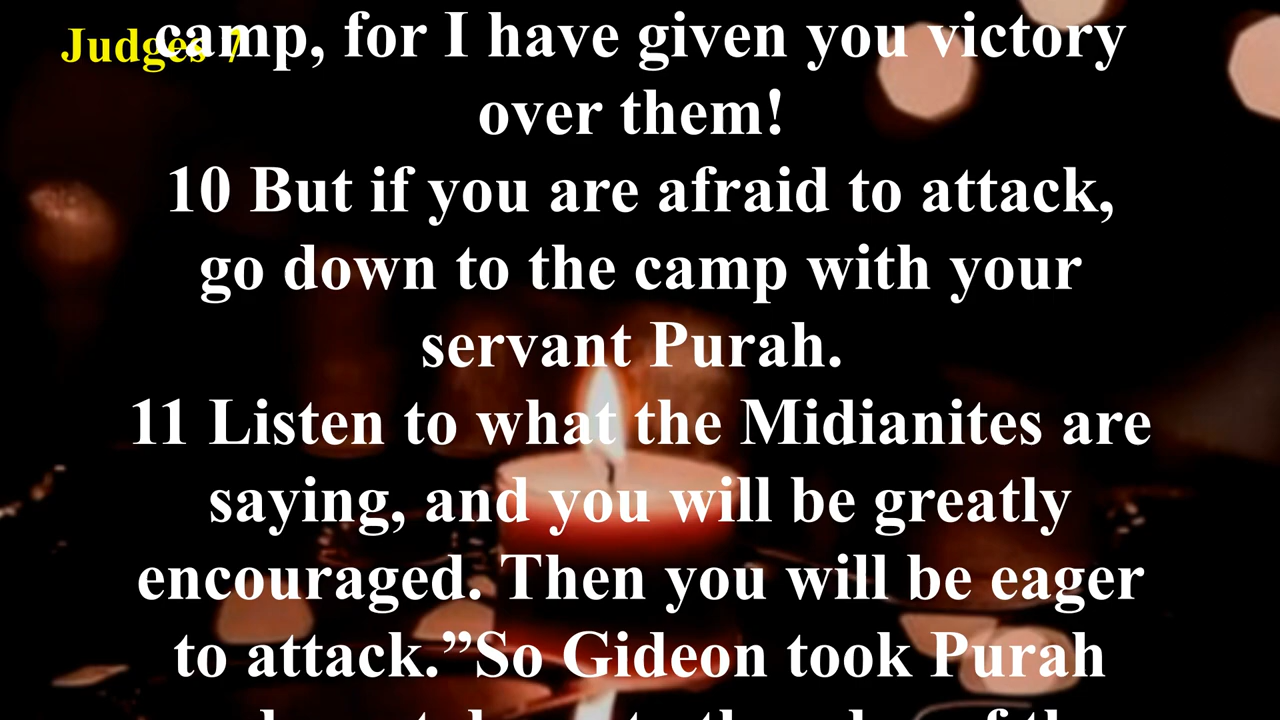 Judges 7
camp, for I have given you victory
over them!
10 But if you are afraid to attack,
go down to the camp with your
servant Purah.
11 Listen to what the Midianites are
saying, and you will be greatly
encouraged. Then you will be eager
to attack.”So Gideon took Purah